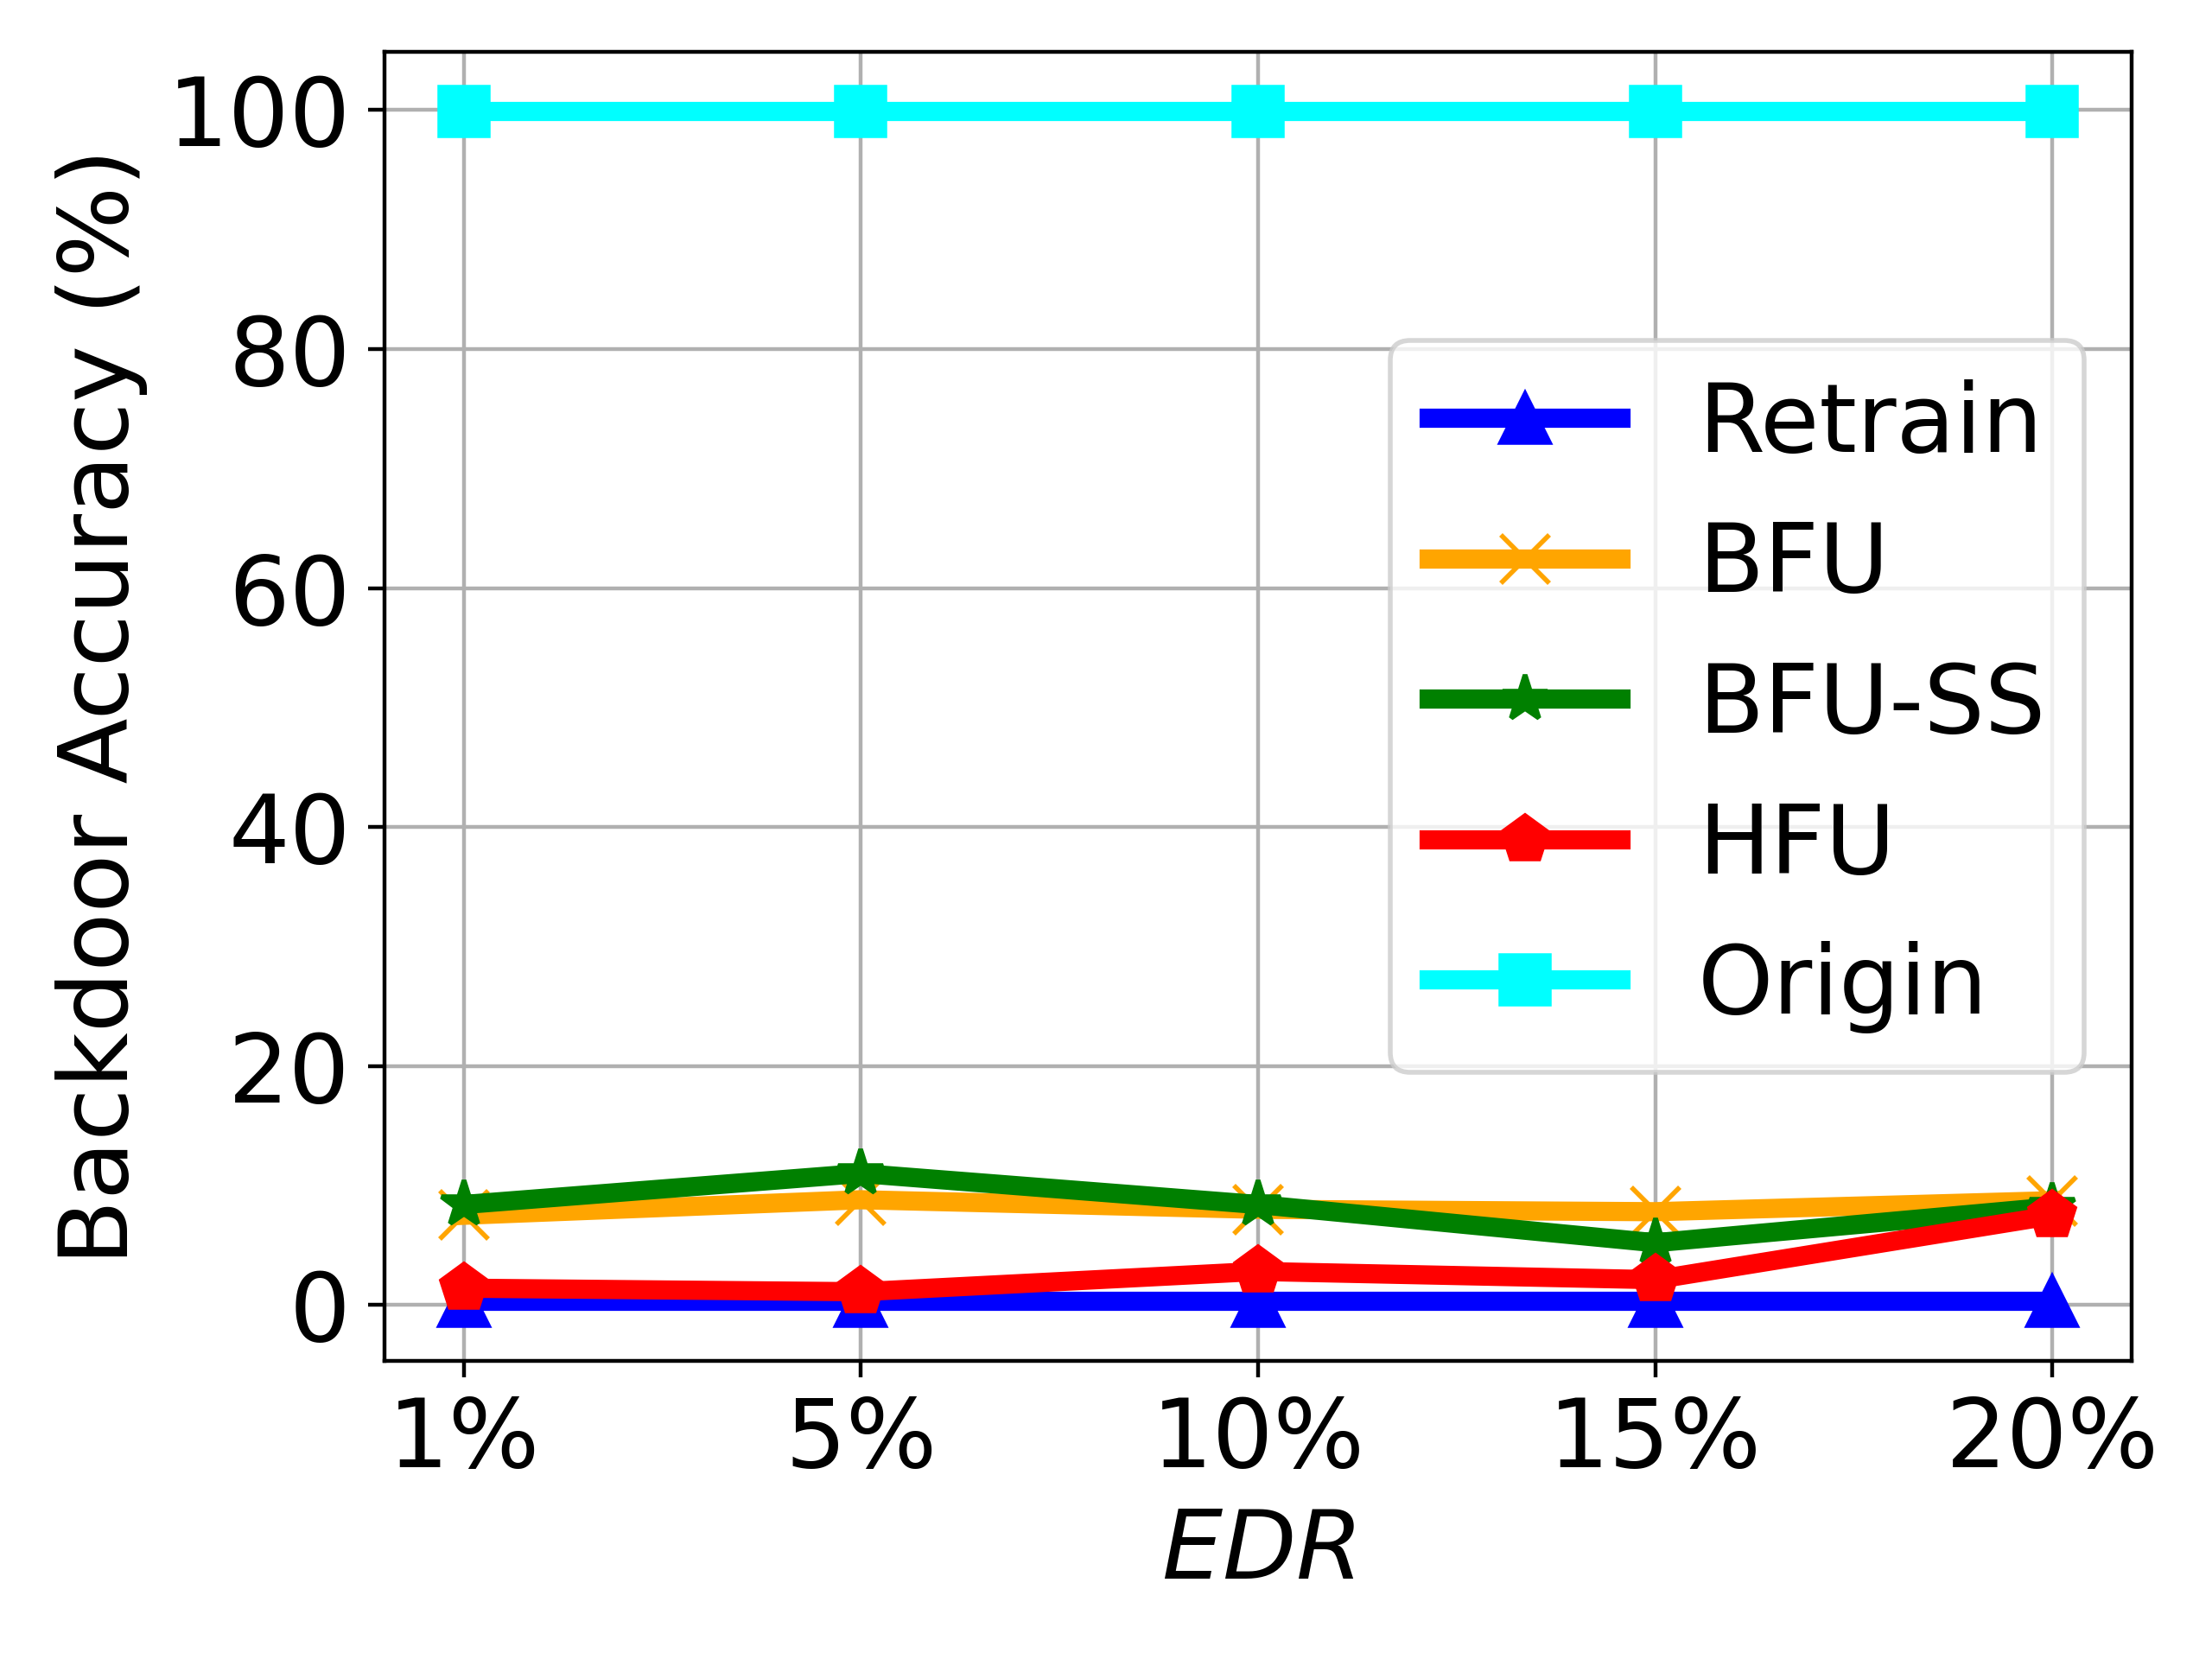 Backdoor Accuracy (%)
100
80
60
40
20
0
Retrain
BFU
BFU-SS
HFU
Origin
1% 5% 10% 15% 20%
EDR